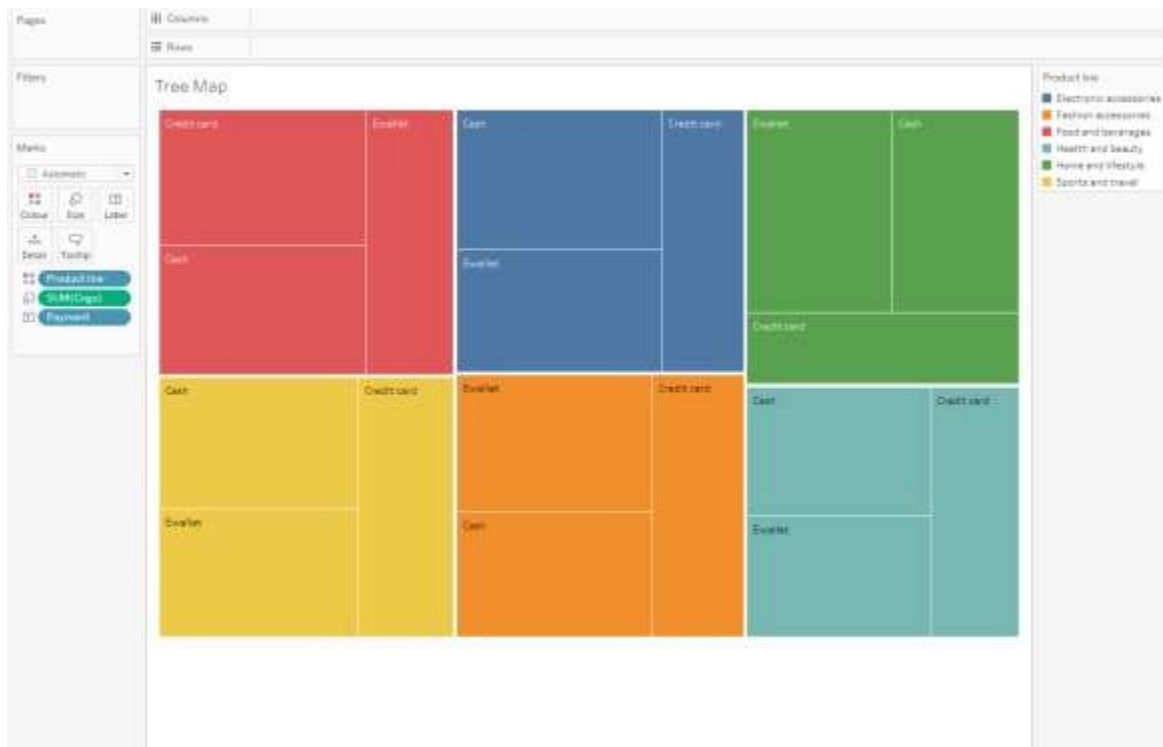 Pages
Columns
Rows
Filters
Marks
Automatic
Colour
Size
Label
Detail
Tooltip
Product line
SUM(Cogs)
Payment
Tree Map
Credit card
Ewallet
Cash
Cash
Credit card
Ewallet
Ewallet
Cash
Credit card
Cash
Credit card
Ewallet
Ewallet
Credit card
Cash
Cash
Credit card
Ewallet
Product line
Electronic accessories
Fashion accessories
Food and beverages
Health and beauty
Home and lifestyle
Sports and travel